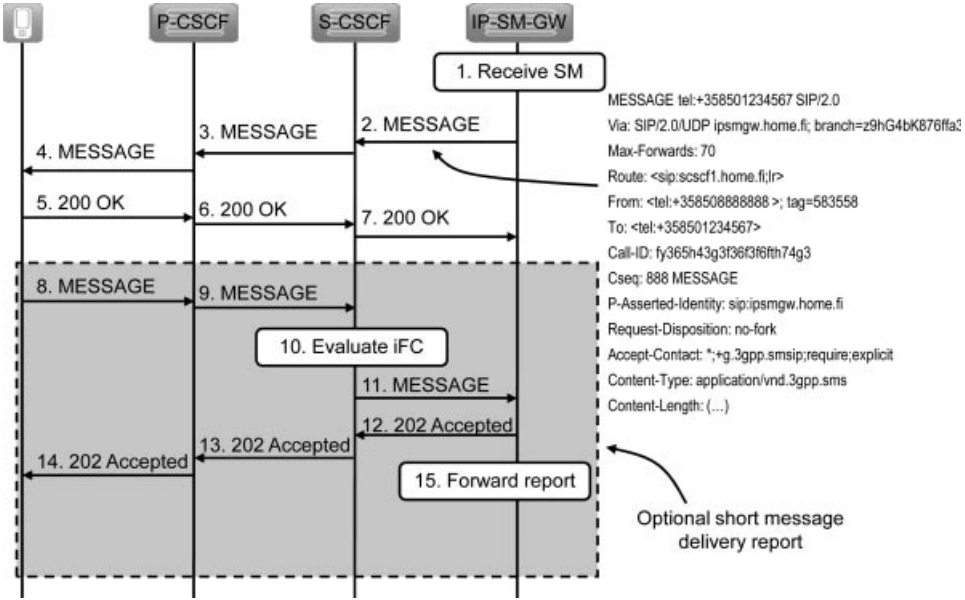 P-CSCF
S-CSCF
IP-SM-GW
1. Receive SM
MESSAGE tel:+358501234567 SIP/2.0
Via: SIP/2.0/UDP ipsmgw.home.fi; branch=z9hG4bK876ffa3
Max-Forwards: 70
Route: <sip:scscf1.home.fi;lr>
From: <tel:+358508888888 >; tag=583558
To: <tel:+358501234567>
Call-ID: fy365h43g3f36f3f6fth74g3
Cseq: 888 MESSAGE
P-Asserted-Identity: sip:ipsmgw.home.fi
Request-Disposition: no-fork
Accept-Contact: *;+g.3gpp.smsip;require;explicit
Content-Type: application/vnd.3gpp.sms
Content-Length: (…)
2. MESSAGE
3. MESSAGE
4. MESSAGE
5. 200 OK
6. 200 OK
7. 200 OK
8. MESSAGE
9. MESSAGE
10. Evaluate iFC
11. MESSAGE
12. 202 Accepted
13. 202 Accepted
14. 202 Accepted
15. Forward report
Optional short message
delivery report